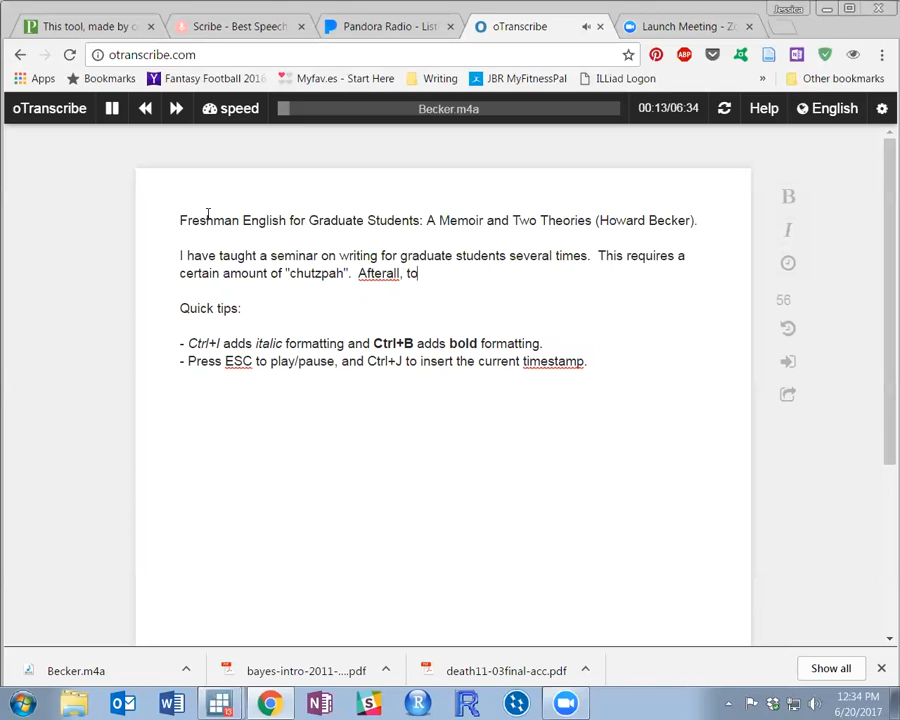 Jessica
This tool, made by o
Scribe - Best Speech
Pandora Radio - List
oTranscribe
Launch Meeting - Zo
otranscribe.com
ABP
Apps
Bookmarks
Fantasy Football 2016
Myfav.es - Start Here
Writing
JBR MyFitnessPal
ILLiad Logon
»
Other bookmarks
oTranscribe
speed
Becker.m4a
00:13/06:34
Help
English
Freshman English for Graduate Students: A Memoir and Two Theories (Howard Becker).
I have taught a seminar on writing for graduate students several times.  This requires a
certain amount of "chutzpah".  Afterall, to
Quick tips:
- Ctrl+I adds italic formatting and Ctrl+B adds bold formatting.
- Press ESC to play/pause, and Ctrl+J to insert the current timestamp.
B
I
56
Becker.m4a
bayes-intro-2011-....pdf
death11-03final-acc.pdf
Show all
12:34 PM
6/20/2017